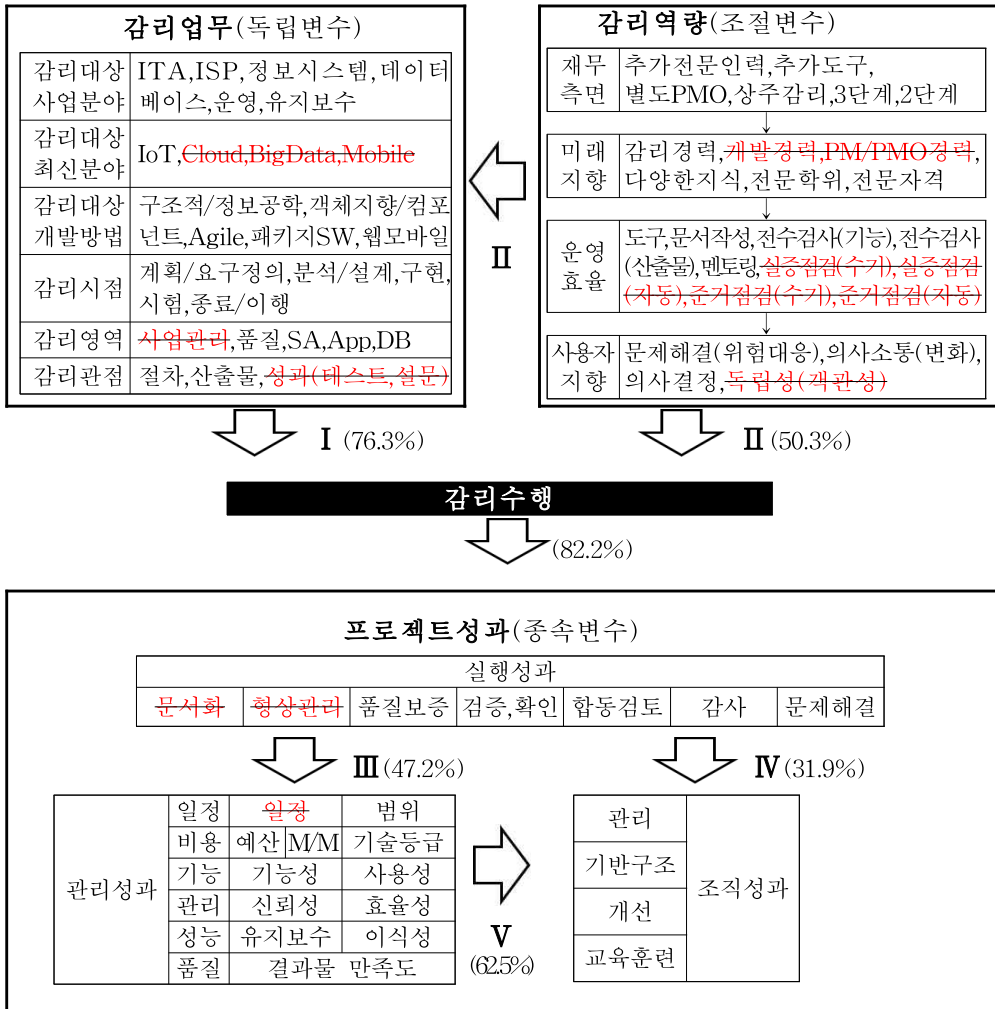 감리업무(독립변수)
감리대상
사업분야
ITA,ISP,정보시스템,데이터
베이스,운영,유지보수
감리대상
최신분야
IoT,Cloud,BigData,Mobile
감리대상
개발방법
구조적/정보공학,객체지향/컴포
넌트,Agile,패키지SW,웹모바일
감리시점
계획/요구정의,분석/설계,구현,
시험,종료/이행
감리영역
사업관리,품질,SA,App,DB
감리관점
절차,산출물,성과(테스트,설문)
감리역량(조절변수)
재무
측면
추가전문인력,추가도구,
별도PMO,상주감리,3단계,2단계
미래
지향
감리경력,개발경력,PM/PMO경력,
다양한지식,전문학위,전문자격
운영
효율
도구,문서작성,전수검사(기능),전수검사
(산출물),멘토링,실증점검(수기),실증점검
(자동),준거점검(수기),준거점검(자동)
사용자
지향
문제해결(위험대응),의사소통(변화),
의사결정,독립성(객관성)
Ⅱ
Ⅰ (76.3%)
Ⅱ (50.3%)
감리수행
(82.2%)
프로젝트성과(종속변수)
실행성과
문서화 형상관리 품질보증 검증,확인 합동검토 감사 문제해결
Ⅲ (47.2%)
Ⅳ (31.9%)
관리성과
일정 일정 범위
비용 예산 M/M 기술등급
기능 기능성 사용성
관리 신뢰성 효율성
성능 유지보수 이식성
품질 결과물 만족도
Ⅴ
(62.5%)
관리
기반구조
개선
교육훈련
조직성과